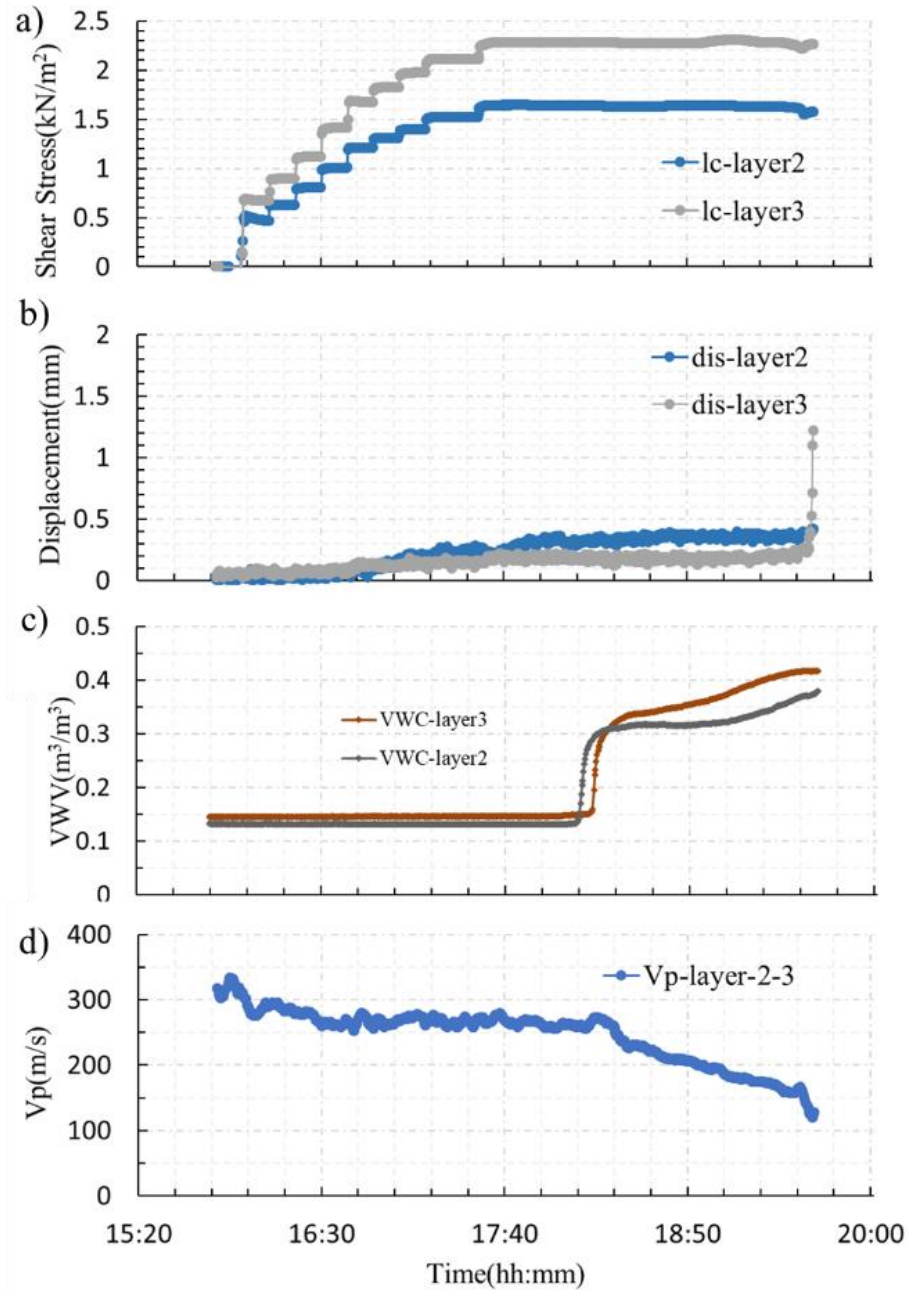 a)
Shear Stress(kN/m²)
2.5
2
1.5
1
0.5
0
lc-layer2
lc-layer3
b)
Displacement(mm)
2
1.5
1
0.5
0
dis-layer2
dis-layer3
c)
VWV(m³/m³)
0.5
0.4
0.3
0.2
0.1
0
VWC-layer3
VWC-layer2
d)
Vp(m/s)
400
300
200
100
0
Vp-layer-2-3
15:20 16:30 17:40 18:50 20:00
Time(hh:mm)